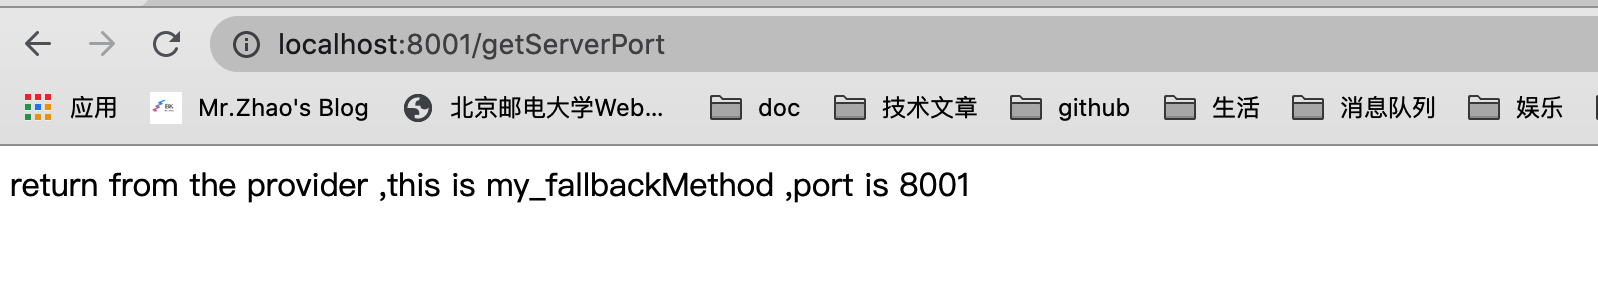 localhost:8001/getServerPort
应用 Mr.Zhao's Blog 北京邮电大学Web... doc 技术文章 github 生活 消息队列 娱乐
return from the provider ,this is my_fallbackMethod ,port is 8001